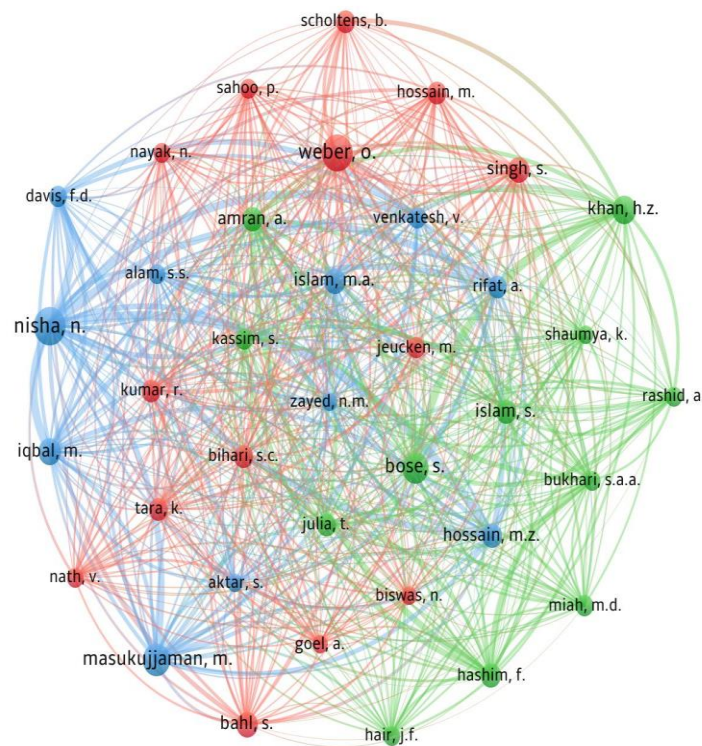 scholtens, b.
sahoo, p.
hossain, m.
weber, o.
nayak, n.
singh, s.
davis, f.d.
khan, h.z.
amran, a.
venkatesh, v.
alam, s.s.
islam, m.a.
rifat, a.
nisha, n.
kassim, s.
jeucken, m.
shaumya, k.
kumar, r.
zayed, n.m.
islam, s.
rashid, a
iqbal, m.
bihari, s.c.
bose, s.
bukhari, s.a.a.
tara, k.
julia, t.
hossain, m.z.
nath, v.
aktar, s.
biswas, n.
miah, m.d.
goel, a.
masukujjaman, m.
hashim, f.
bahl, s.
hair, j.f.